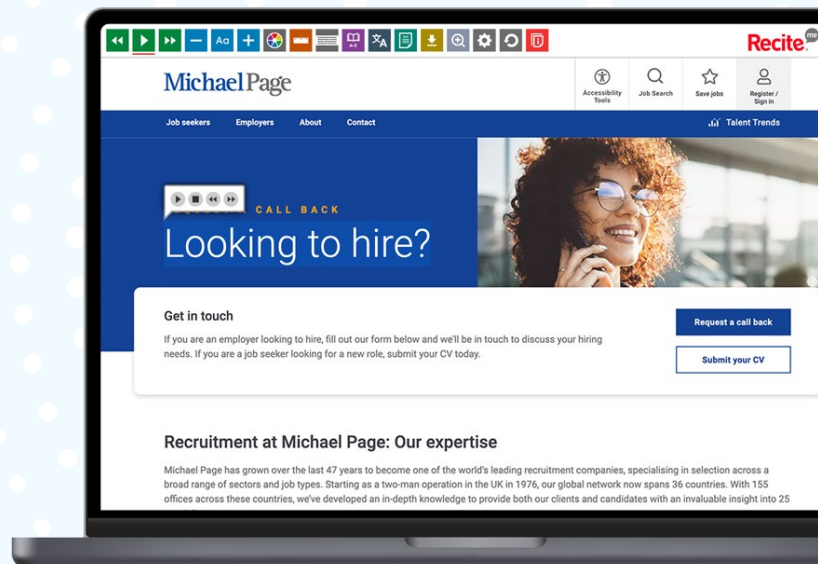 Aa
A-Z
Recite me
Michael Page
Accessibility
Tools
Job Search
Save jobs
Register /
Sign in
Job seekers
Employers
About
Contact
Talent Trends
CALL BACK
Looking to hire?
Get in touch
If you are an employer looking to hire, fill out our form below and we'll be in touch to discuss your hiring
needs. If you are a job seeker looking for a new role, submit your CV today.
Request a call back
Submit your CV
Recruitment at Michael Page: Our expertise
Michael Page has grown over the last 47 years to become one of the world's leading recruitment companies, specialising in selection across a
broad range of sectors and job types. Starting as a two-man operation in the UK in 1976, our global network now spans 36 countries. With 155
offices across these countries, we've developed an in-depth knowledge to provide both our clients and candidates with an invaluable insight into 25